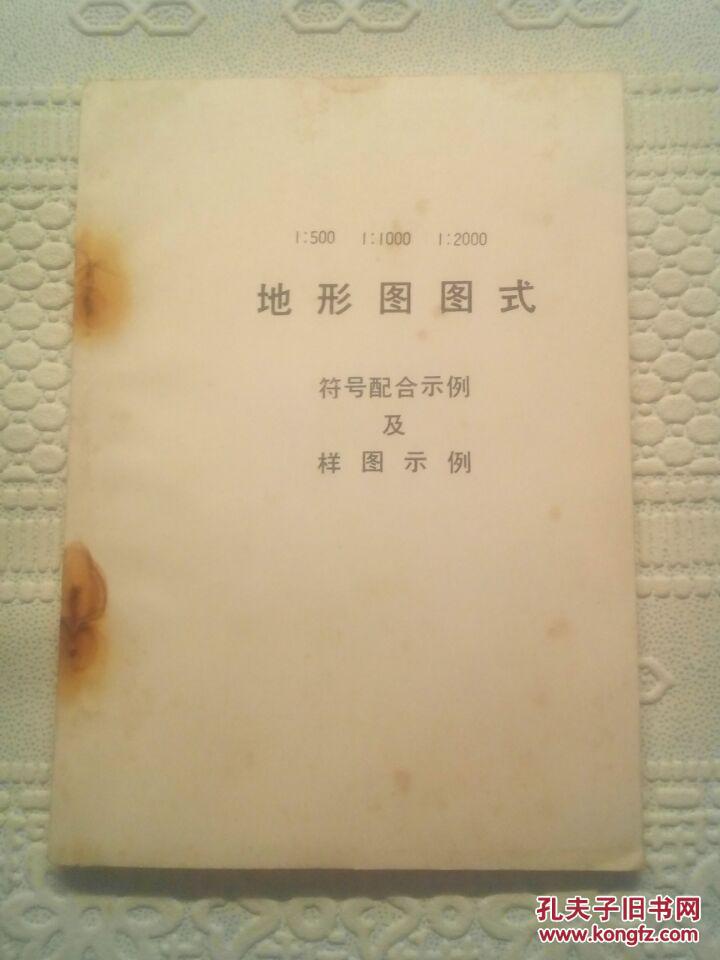 1:500 1:1000 1:2000
地形图图式
符号配合示例
及
样图示例
孔夫子旧书网
www.kongfz.com